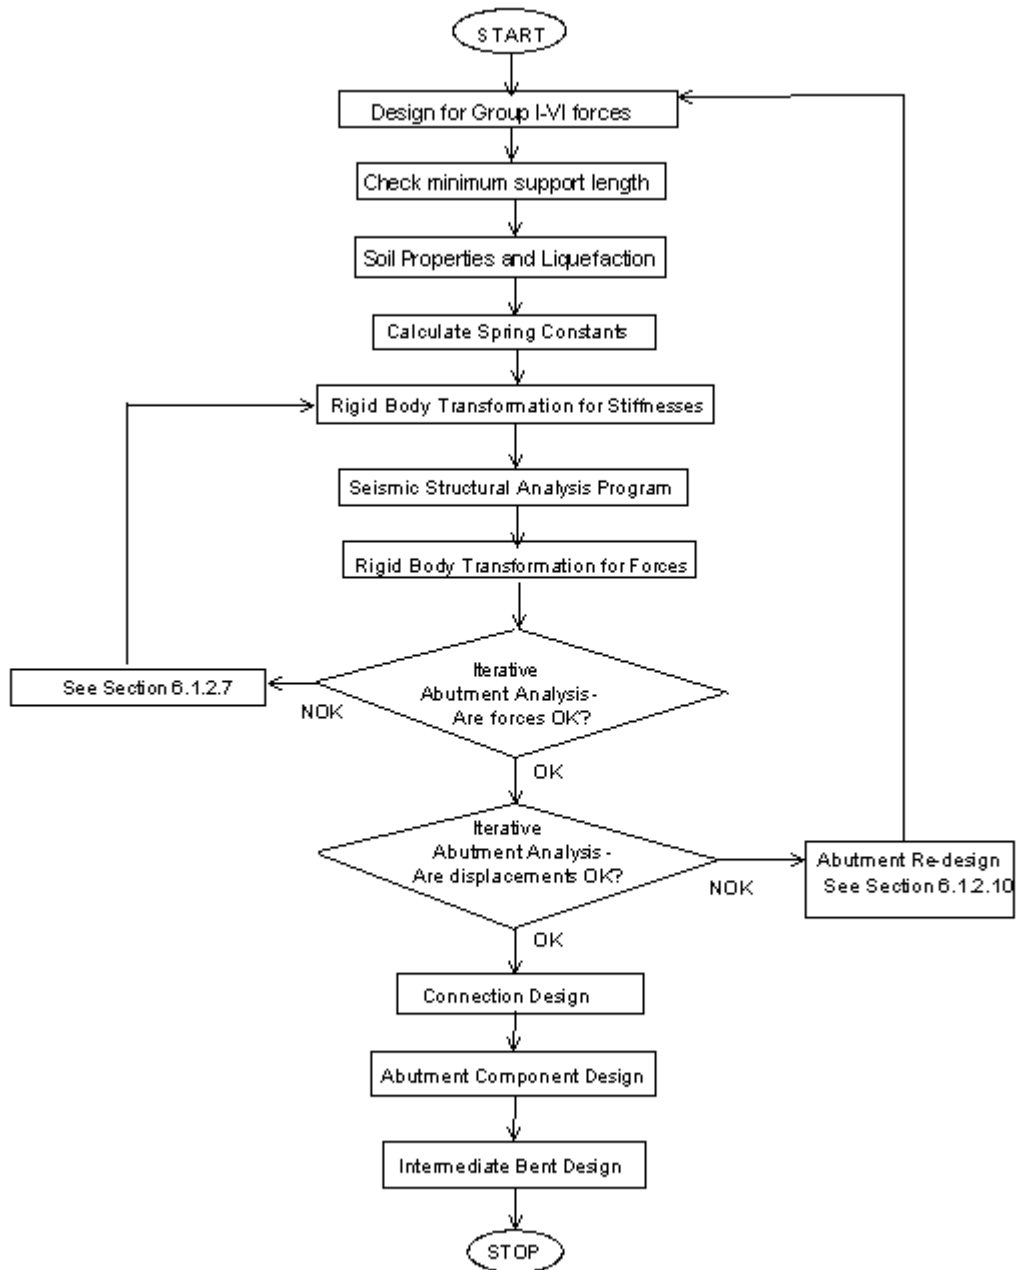 START
Design for Group I-VI forces
Check minimum support length
Soil Properties and Liquefaction
Calculate Spring Constants
Rigid Body Transformation for Stiffnesses
Seismic Structural Analysis Program
Rigid Body Transformation for Forces
Iterative
Abutment Analysis-
Are forces OK?
See Section 6.1.2.7
NOK
OK
Iterative
Abutment Analysis-
Are displacements OK?
NOK
Abutment Re-design
See Section 6.1.2.10
OK
Connection Design
Abutment Component Design
Intermediate Bent Design
STOP